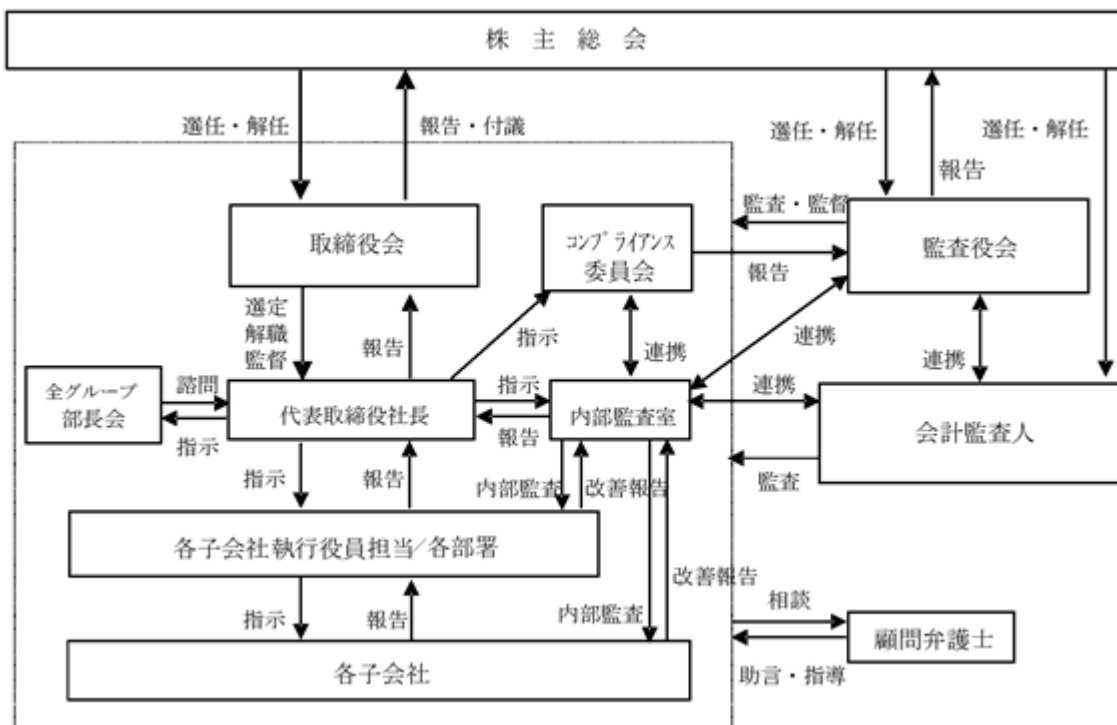 株 主 総 会
選任・解任
報告・付議
選任・解任
選任・解任
報告
監査・監督
取締役会
コンプライアンス
委員会
監査役会
報告
選定
解職
監督
報告
指示
連携
連携
連携
全グループ
部長会
諮問
指示
代表取締役社長
指示
報告
内部監査室
連携
会計監査人
監査
指示
報告
内部監査
改善報告
各子会社執行役員担当/各部署
改善報告
指示
報告
内部監査
相談
顧問弁護士
助言・指導
各子会社